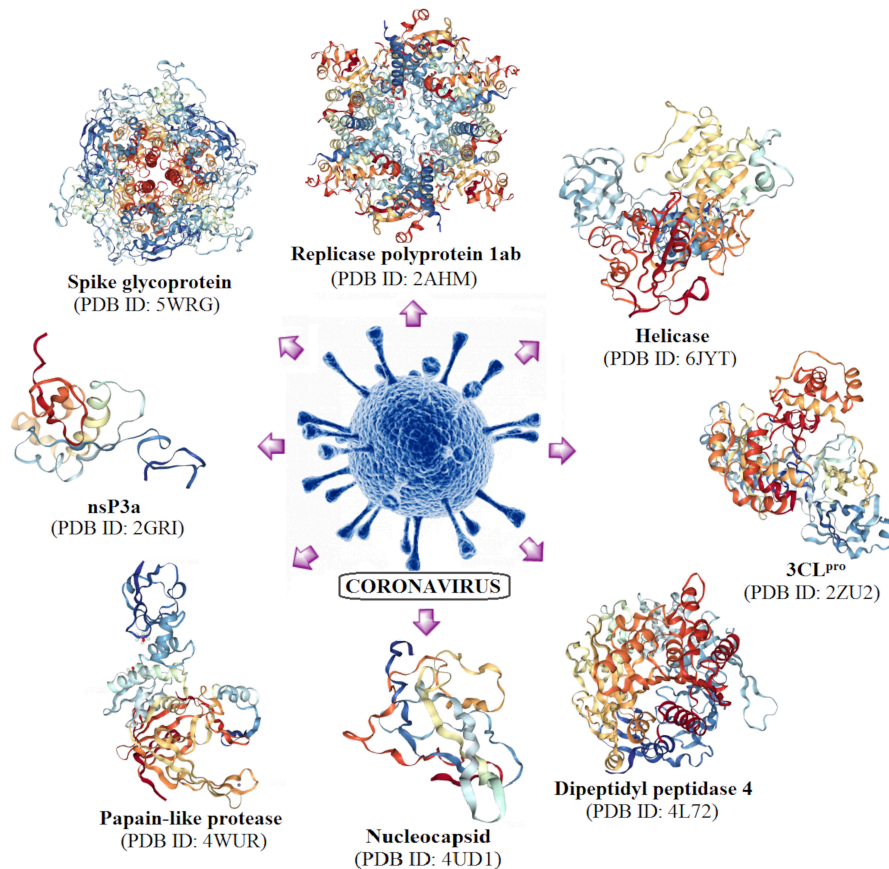 Spike glycoprotein
(PDB ID: 5WRG)
Replicase polyprotein 1ab
(PDB ID: 2AHM)
Helicase
(PDB ID: 6JYT)
nsP3a
(PDB ID: 2GRI)
3CLpro
(PDB ID: 2ZU2)
CORONAVIRUS
Papain-like protease
(PDB ID: 4WUR)
Nucleocapsid
(PDB ID: 4UD1)
Dipeptidyl peptidase 4
(PDB ID: 4L72)